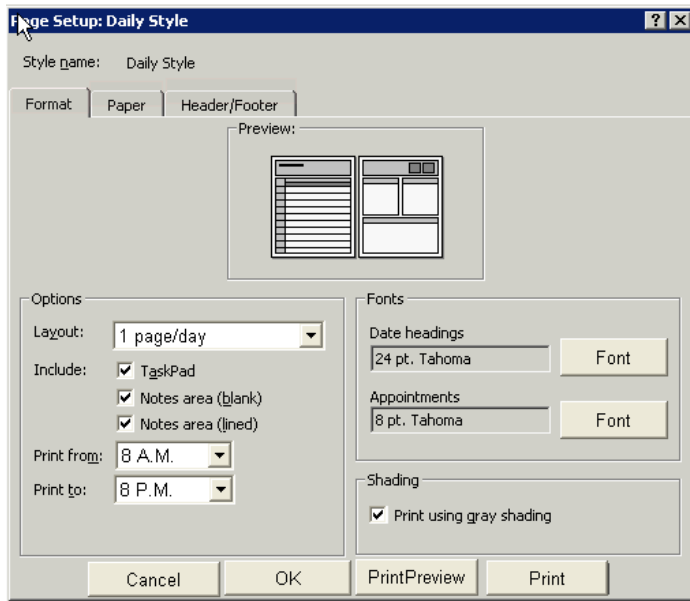 Page Setup: Daily Style
Style name: Daily Style
Format Paper Header/Footer
Preview:
Options
Layout: 1 page/day
Include: TaskPad
Notes area (blank)
Notes area (lined)
Print from: 8 A.M.
Print to: 8 P.M.
Fonts
Date headings
24 pt. Tahoma Font
Appointments
8 pt. Tahoma Font
Shading
Print using gray shading
Cancel OK PrintPreview Print